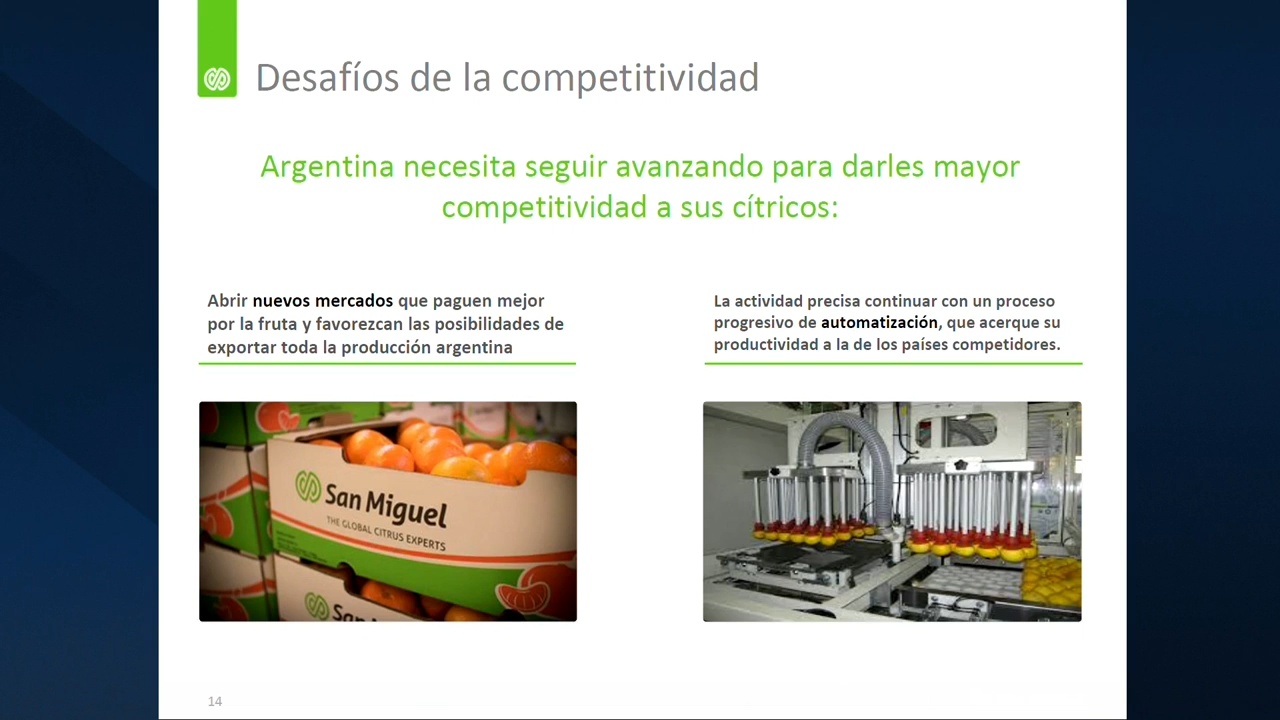 Desafíos de la competitividad
Argentina necesita seguir avanzando para darles mayor
competitividad a sus cítricos:
Abrir nuevos mercados que paguen mejor
por la fruta y favorezcan las posibilidades de
exportar toda la producción argentina
La actividad precisa continuar con un proceso
progresivo de automatización, que acerque su
productividad a la de los países competidores.
San Miguel
THE GLOBAL CITRUS EXPERTS
San Miguel
14